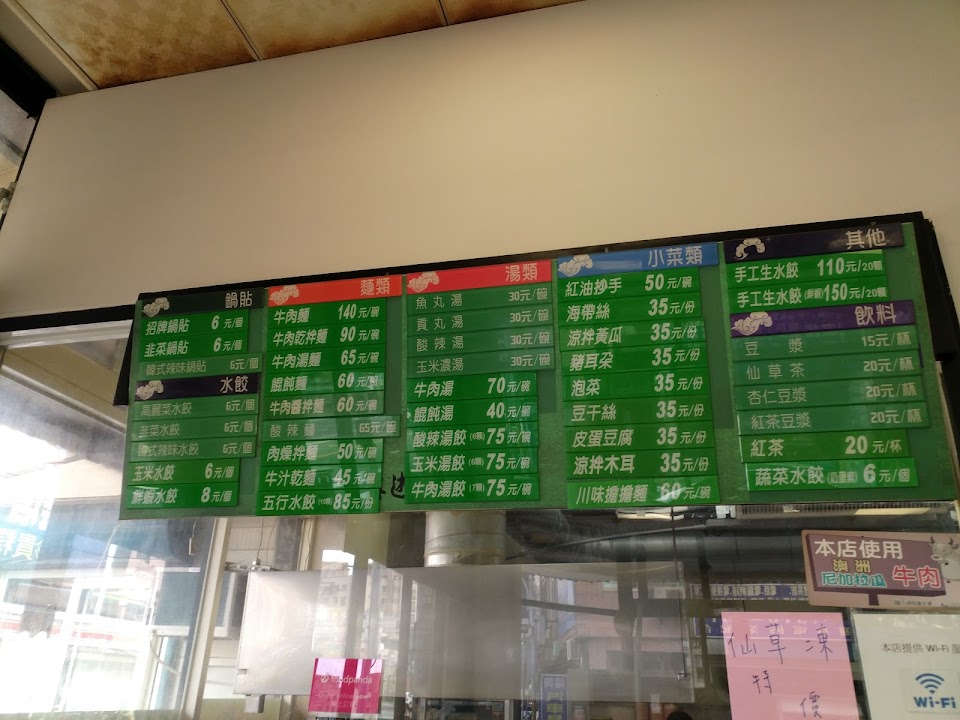 鍋貼
招牌鍋貼 6元/個
韭菜鍋貼 6元/個
韓式辣味鍋貼 6元/個
水餃
高麗菜水餃 6元/個
韭菜水餃 6元/個
韓式辣味水餃 6元/個
玉米水餃 6元/個
鮮蝦水餃 8元/個
麵類
牛肉麵 140元/碗
牛肉乾拌麵 90元/碗
牛肉湯麵 65元/碗
餛飩麵 60元/碗
牛肉醬拌麵 60元/碗
酸辣麵 65元/碗
肉燥拌麵 50元/碗
牛汁乾麵 45元/碗
五行水餃 85元/份
湯類
魚丸湯 30元/碗
貢丸湯 30元/碗
酸辣湯 30元/碗
玉米濃湯 30元/碗
牛肉湯 70元/碗
餛飩湯 40元/碗
酸辣湯餃(6顆) 75元/碗
玉米湯餃(6顆) 75元/碗
牛肉湯餃(7顆) 75元/碗
小菜類
紅油抄手 50元/碗
海帶絲 35元/份
涼拌黃瓜 35元/份
豬耳朵 35元/份
泡菜 35元/份
豆干絲 35元/份
皮蛋豆腐 35元/份
涼拌木耳 35元/份
川味擔擔麵 60元/碗
其他
手工生水餃 110元/20顆
手工生水餃(鮮蝦)150元/20顆
飲料
豆漿 15元/杯
仙草茶 20元/杯
杏仁豆漿 20元/杯
紅茶豆漿 20元/杯
紅茶 20元/杯
蔬菜水餃(奶蛋素) 6元/個
本店使用
澳洲
尼加拉瓜
牛肉
foodpanda
仙草凍
特
價
本店提供 Wi-Fi
Wi-Fi